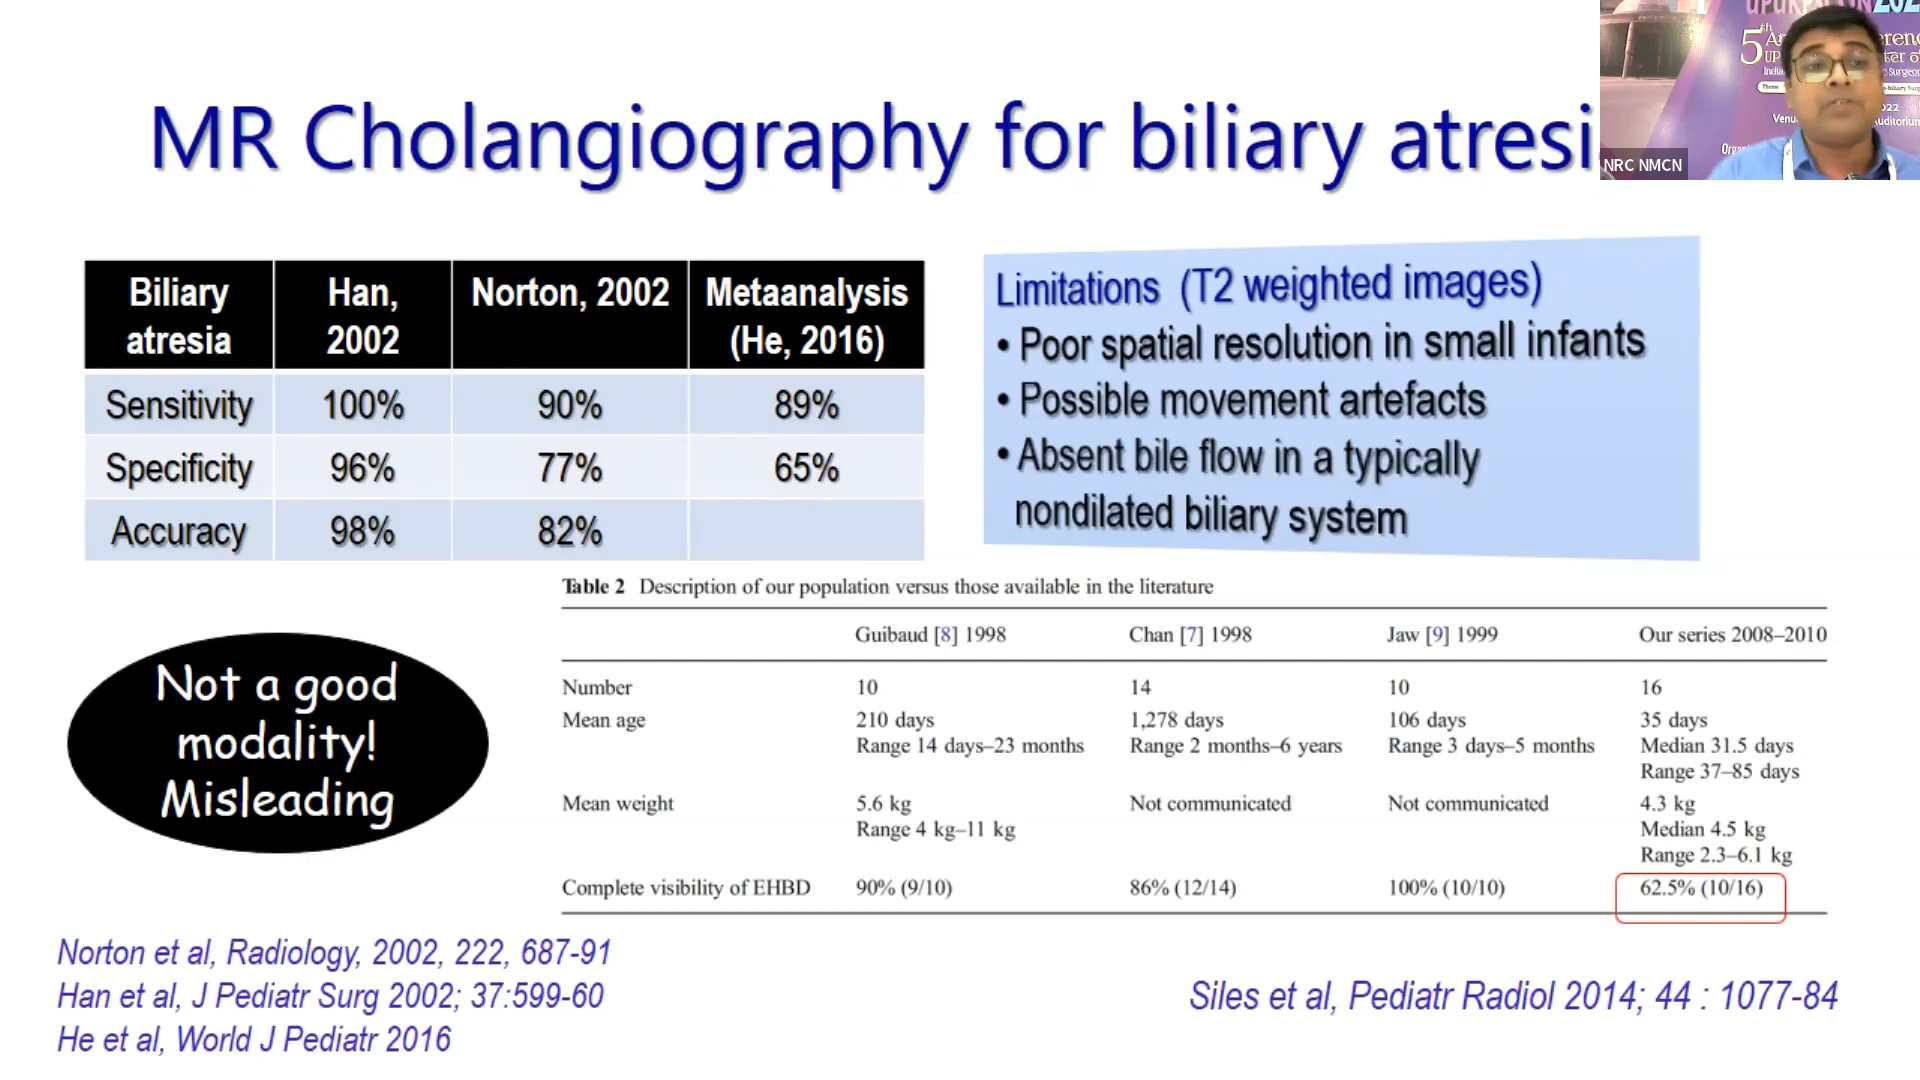 MR Cholangiography for biliary atresi
NRC NMCN
Biliary atresia | Han, 2002 | Norton, 2002 | Metaanalysis (He, 2016)
Sensitivity | 100% | 90% | 89%
Specificity | 96% | 77% | 65%
Accuracy | 98% | 82%
Limitations (T2 weighted images)
• Poor spatial resolution in small infants
• Possible movement artefacts
• Absent bile flow in a typically
nondilated biliary system
Table 2 Description of our population versus those available in the literature
Guibaud [8] 1998 | Chan [7] 1998 | Jaw [9] 1999 | Our series 2008–2010
Number | 10 | 14 | 10 | 16
Mean age | 210 days | 1,278 days | 106 days | 35 days
Range 14 days–23 months | Range 2 months–6 years | Range 3 days–5 months | Median 31.5 days
Range 37–85 days
Mean weight | 5.6 kg | Not communicated | Not communicated | 4.3 kg
Range 4 kg–11 kg | Median 4.5 kg
Range 2.3–6.1 kg
Complete visibility of EHBD | 90% (9/10) | 86% (12/14) | 100% (10/10) | 62.5% (10/16)
Not a good
modality!
Misleading
Norton et al, Radiology, 2002, 222, 687-91
Han et al, J Pediatr Surg 2002; 37:599-60
He et al, World J Pediatr 2016
Siles et al, Pediatr Radiol 2014; 44 : 1077-84